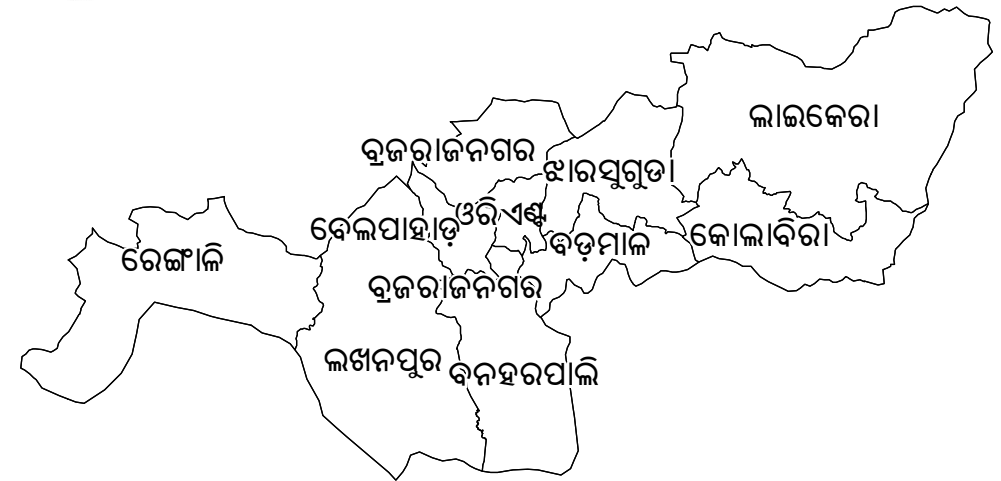 ଲାଇକେରା
ବ୍ରଜରାଜନଗର
ଝାରସୁଗୁଡା
ବେଲପାହାଡ଼
ଓରିଏଣ୍ଟ
କୋଲାବିରା
ବଡ଼ମାଳ
ରେଙ୍ଗାଳି
ବ୍ରଜରାଜନଗର
ଲଖନପୁର
ବନହରପାଲି